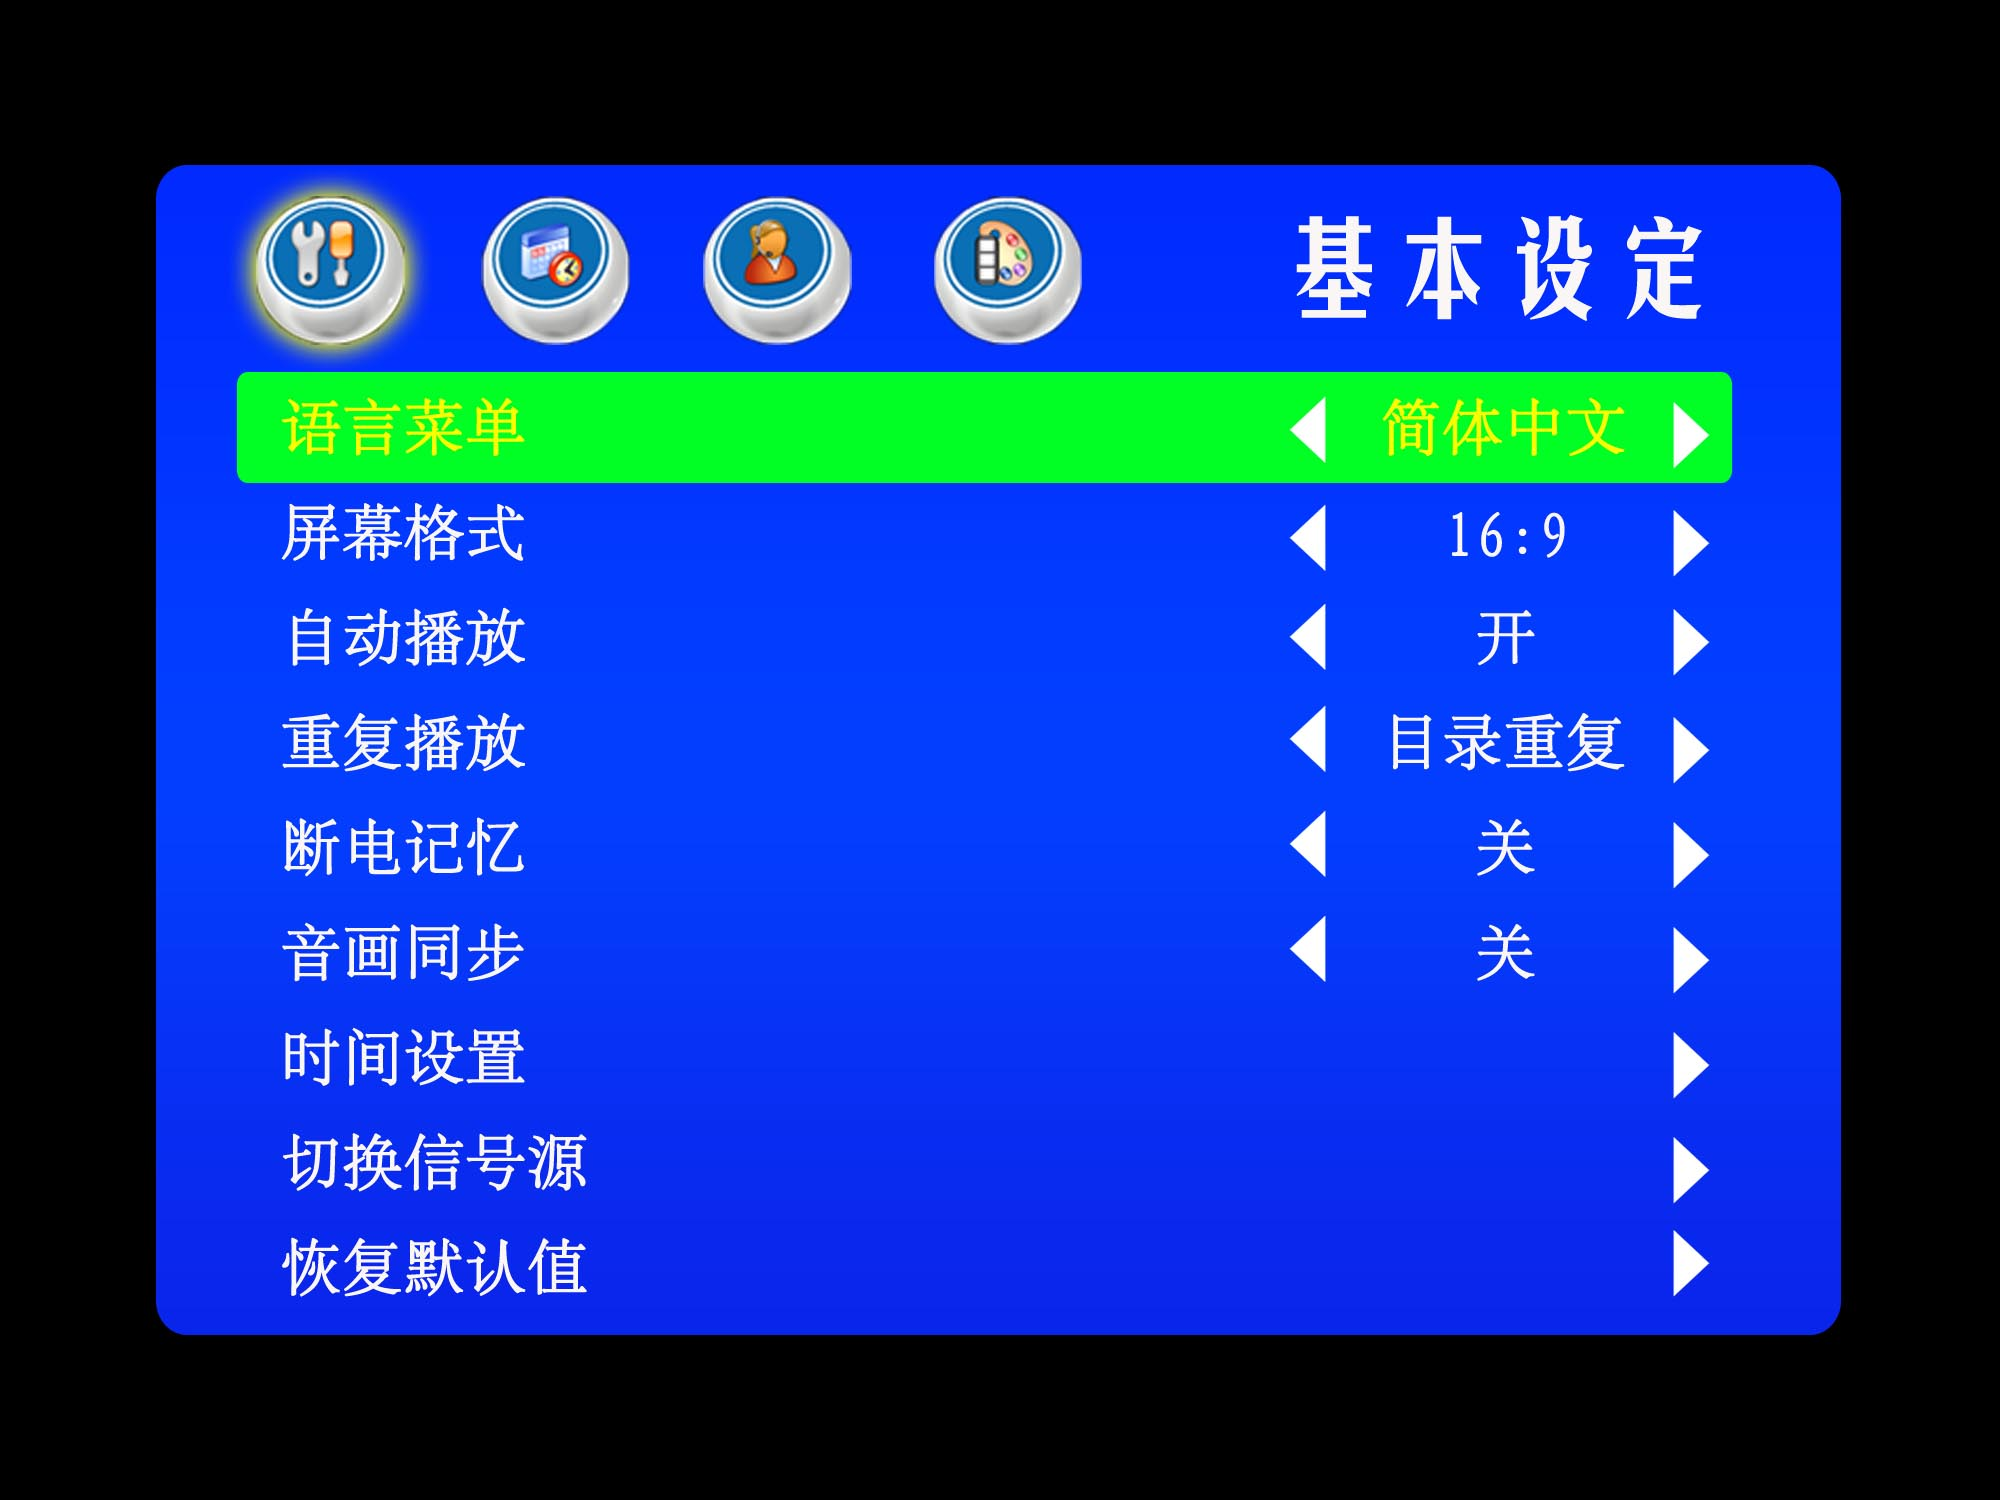 基本设定
语言菜单 简体中文
屏幕格式 16:9
自动播放 开
重复播放 目录重复
断电记忆 关
音画同步 关
时间设置
切换信号源
恢复默认值